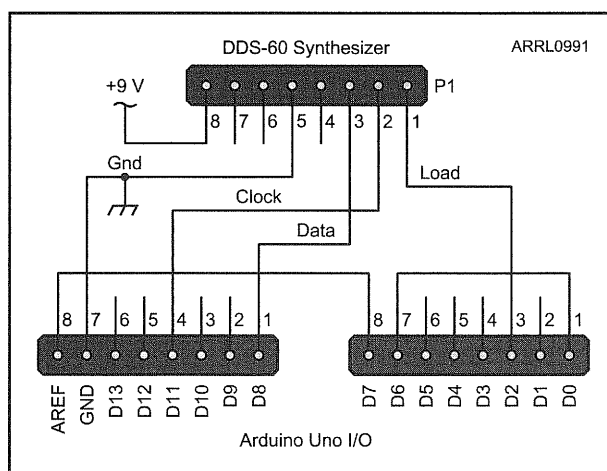 DDS-60 Synthesizer
ARRL0991
+9 V
P1
8 7 6 5 4 3 2 1
Gnd
Load
Clock
Data
8 7 6 5 4 3 2 1
8 7 6 5 4 3 2 1
AREF GND D13 D12 D11 D10 D9 D8
D7 D6 D5 D4 D3 D2 D1 D0
Arduino Uno I/O